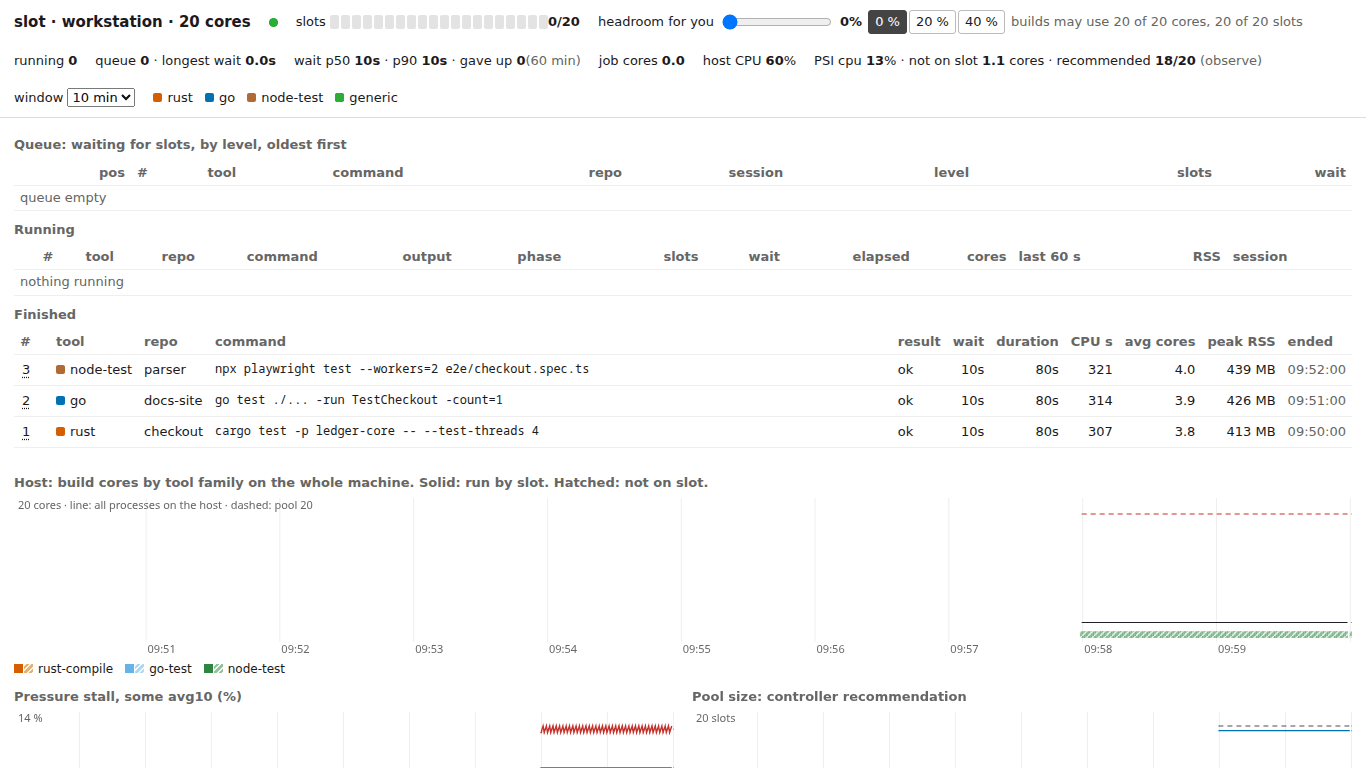 slot · workstation · 20 cores slots 0/20 headroom for you 0% 0 % 20 % 40 % builds may use 20 of 20 cores, 20 of 20 slots
running 0 queue 0 · longest wait 0.0s wait p50 10s · p90 10s · gave up 0(60 min) job cores 0.0 host CPU 60% PSI cpu 13% · not on slot 1.1 cores · recommended 18/20 (observe)
window 10 min rust go node-test generic
Queue: waiting for slots, by level, oldest first
pos # tool command repo session level slots wait
queue empty
Running
# tool repo command output phase slots wait elapsed cores last 60 s RSS session
nothing running
Finished
# tool repo command result wait duration CPU s avg cores peak RSS ended
3 node-test parser npx playwright test --workers=2 e2e/checkout.spec.ts ok 10s 80s 321 4.0 439 MB 09:52:00
2 go docs-site go test ./... -run TestCheckout -count=1 ok 10s 80s 314 3.9 426 MB 09:51:00
1 rust checkout cargo test -p ledger-core -- --test-threads 4 ok 10s 80s 307 3.8 413 MB 09:50:00
Host: build cores by tool family on the whole machine. Solid: run by slot. Hatched: not on slot.
20 cores · line: all processes on the host · dashed: pool 20
09:51 09:52 09:53 09:54 09:55 09:56 09:57 09:58 09:59
rust-compile go-test node-test
Pressure stall, some avg10 (%) Pool size: controller recommendation
14 % 20 slots